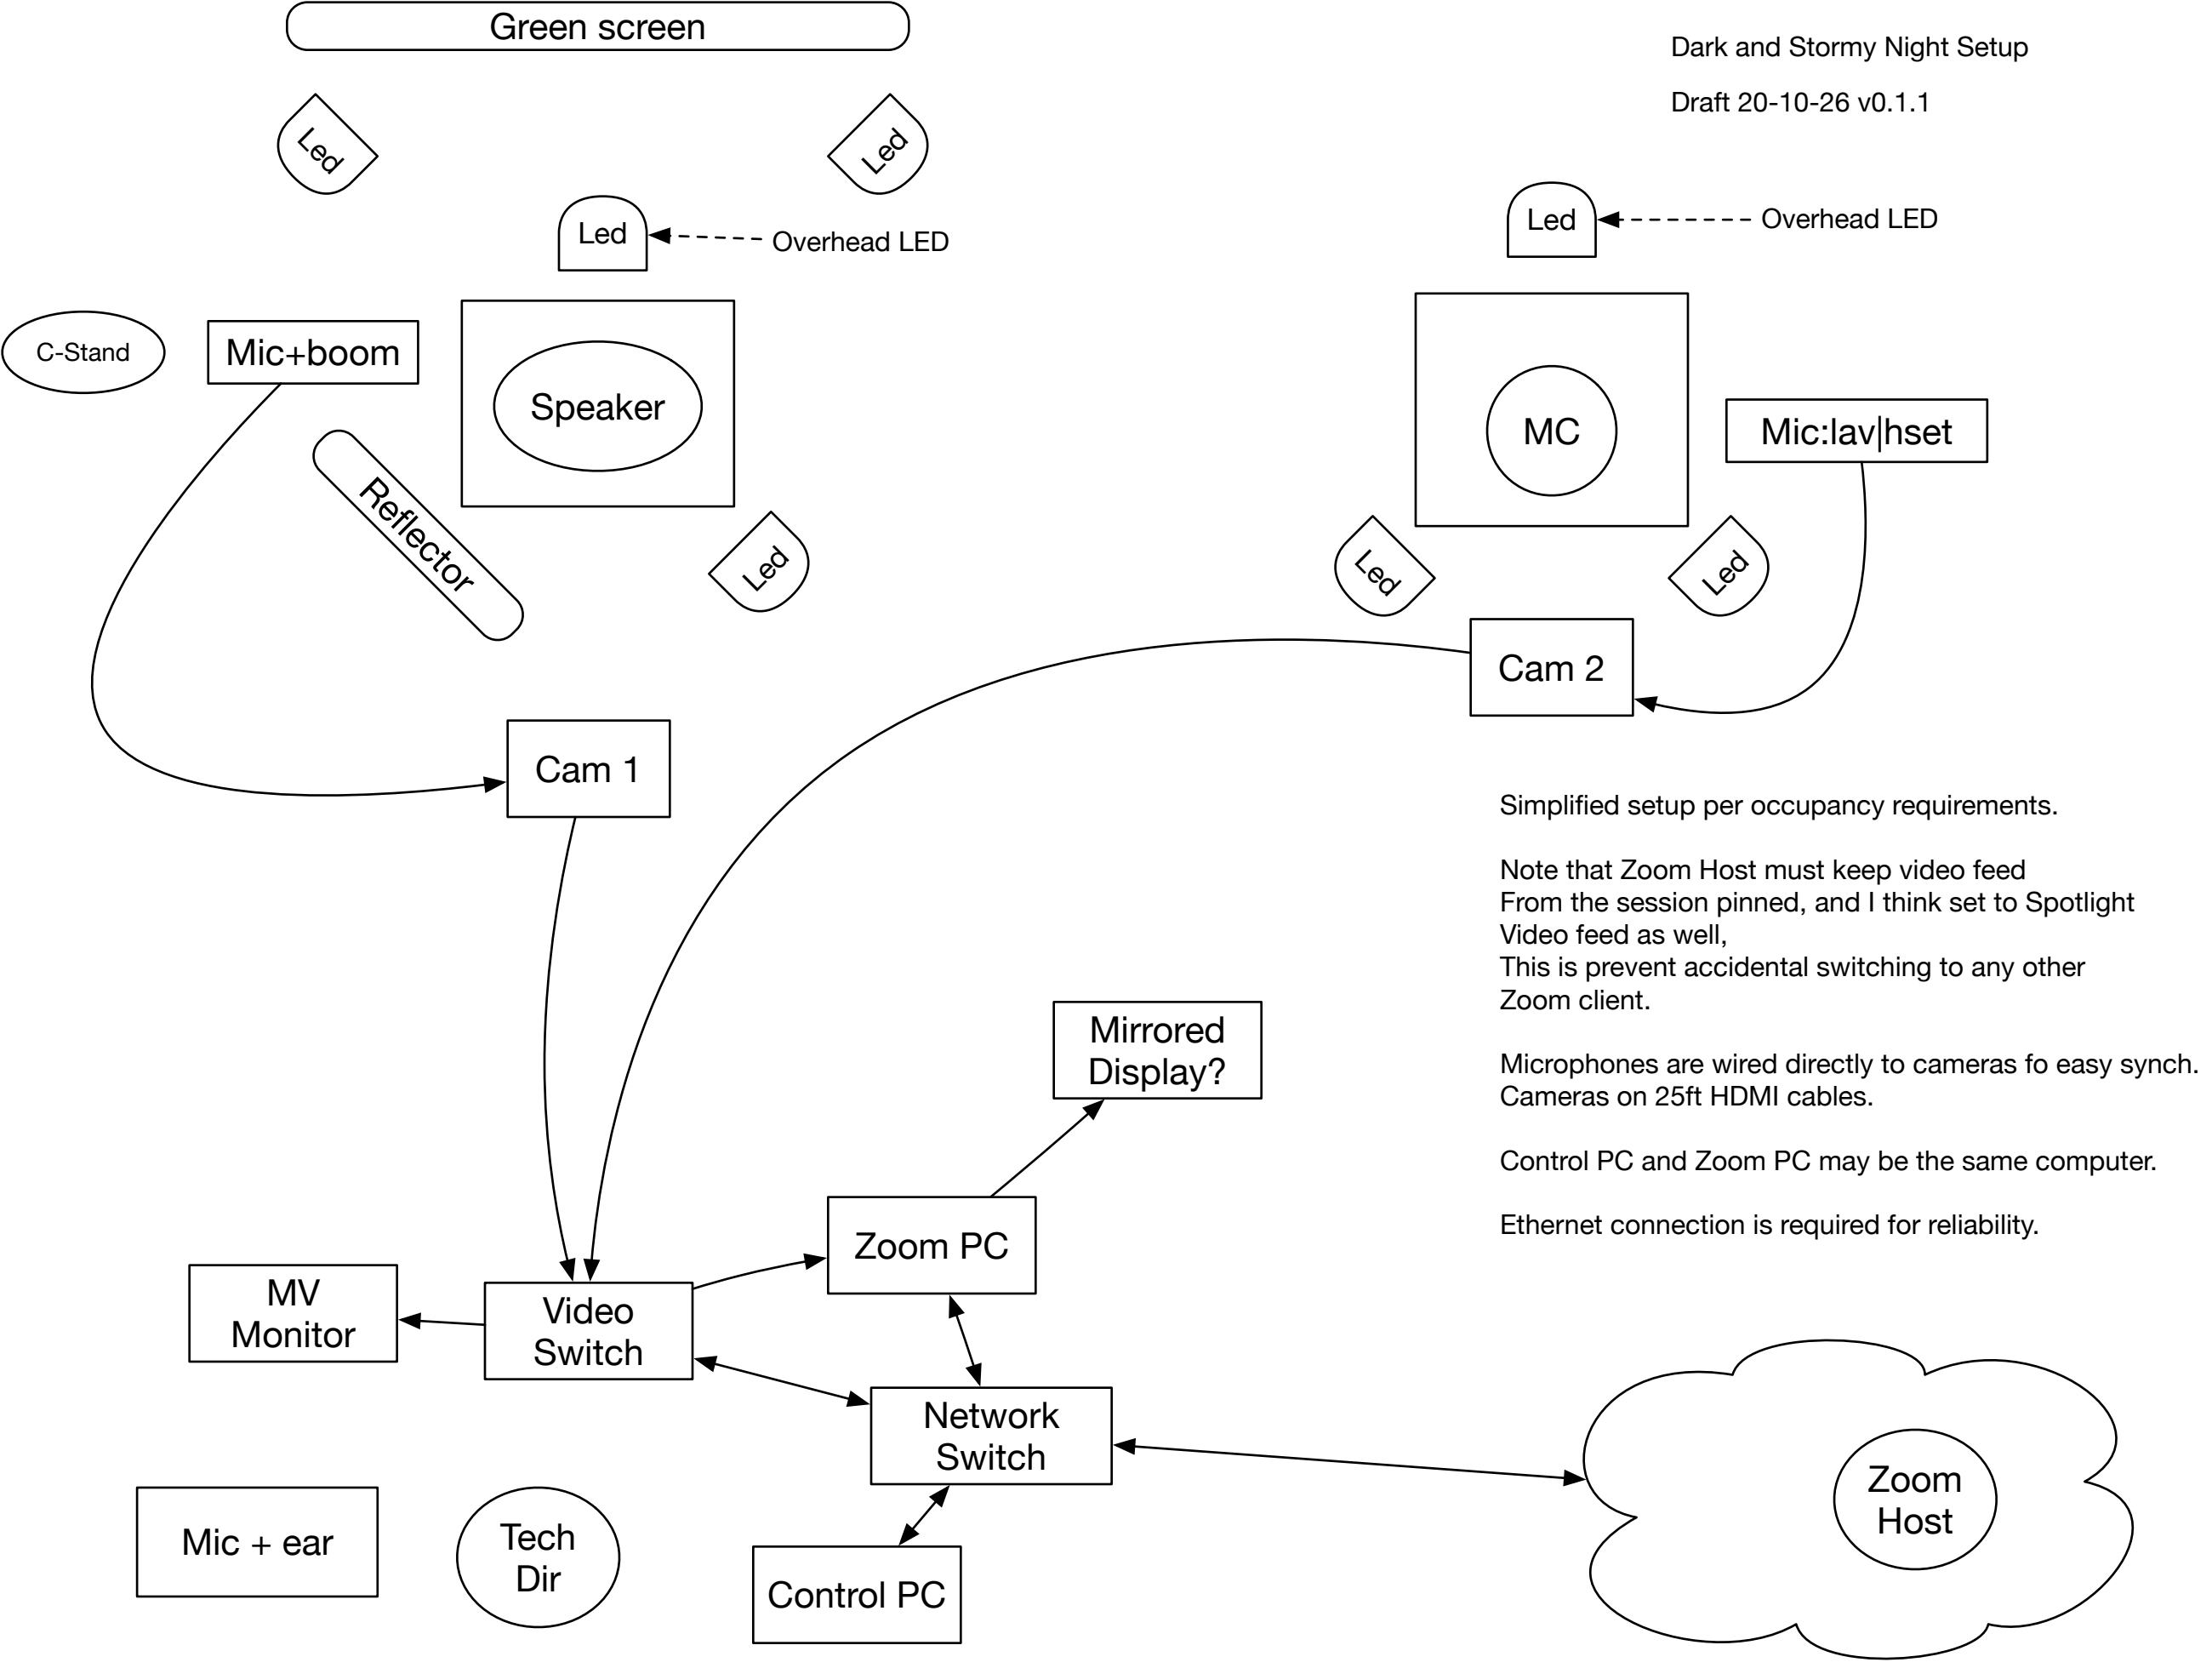 Green screen
Dark and Stormy Night Setup
Draft 20-10-26 v0.1.1
Led
Led
Led
Overhead LED
Led
Overhead LED
C-Stand
Mic+boom
Speaker
MC
Mic:lav|hset
Reflector
Led
Led
Led
Cam 2
Cam 1
Simplified setup per occupancy requirements.
Note that Zoom Host must keep video feed
From the session pinned, and I think set to Spotlight
Video feed as well,
This is prevent accidental switching to any other
Zoom client.
Microphones are wired directly to cameras fo easy synch.
Cameras on 25ft HDMI cables.
Control PC and Zoom PC may be the same computer.
Ethernet connection is required for reliability.
Mirrored
Display?
Zoom PC
MV
Monitor
Video
Switch
Network
Switch
Zoom
Host
Mic + ear
Tech
Dir
Control PC